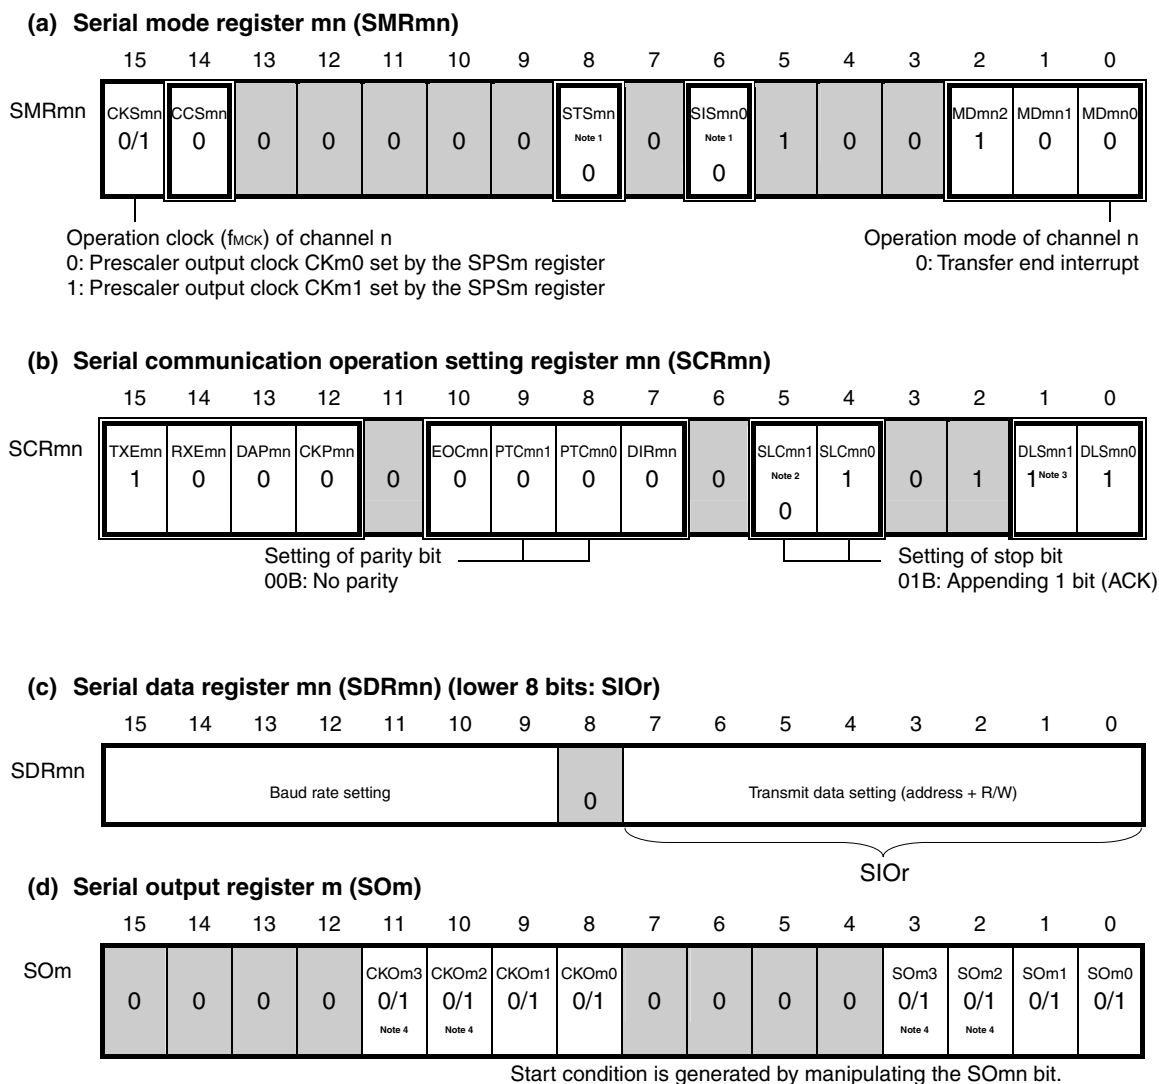 (a) Serial mode register mn (SMRmn)
15 14 13 12 11 10 9 8 7 6 5 4 3 2 1 0
SMRmn
CKSmn CCSmn STSmn SISmn0 MDmn2 MDmn1 MDmn0
Note 1 Note 1
0/1 0 0 0 0 0 0 0 0 0 1 0 0 1 0 0
Operation clock (fMCK) of channel n
0: Prescaler output clock CKm0 set by the SPSm register
1: Prescaler output clock CKm1 set by the SPSm register
Operation mode of channel n
0: Transfer end interrupt
(b) Serial communication operation setting register mn (SCRmn)
15 14 13 12 11 10 9 8 7 6 5 4 3 2 1 0
SCRmn
TXEmn RXEmn DAPmn CKPmn EOCmn PTCmn1 PTCmn0 DIRmn SLCmn1 SLCmn0 DLSmn1 DLSmn0
Note 2 Note 3
1 0 0 0 0 0 0 0 0 0 0 1 0 1 1 1
Setting of parity bit
00B: No parity
Setting of stop bit
01B: Appending 1 bit (ACK)
(c) Serial data register mn (SDRmn) (lower 8 bits: SIOr)
15 14 13 12 11 10 9 8 7 6 5 4 3 2 1 0
SDRmn
Baud rate setting 0 Transmit data setting (address + R/W)
SIOr
(d) Serial output register m (SOm)
15 14 13 12 11 10 9 8 7 6 5 4 3 2 1 0
SOm
CKOm3 CKOm2 CKOm1 CKOm0 SOm3 SOm2 SOm1 SOm0
0 0 0 0 0/1 0/1 0/1 0/1 0 0 0 0 0/1 0/1 0/1 0/1
Note 4 Note 4 Note 4 Note 4
Start condition is generated by manipulating the SOmn bit.